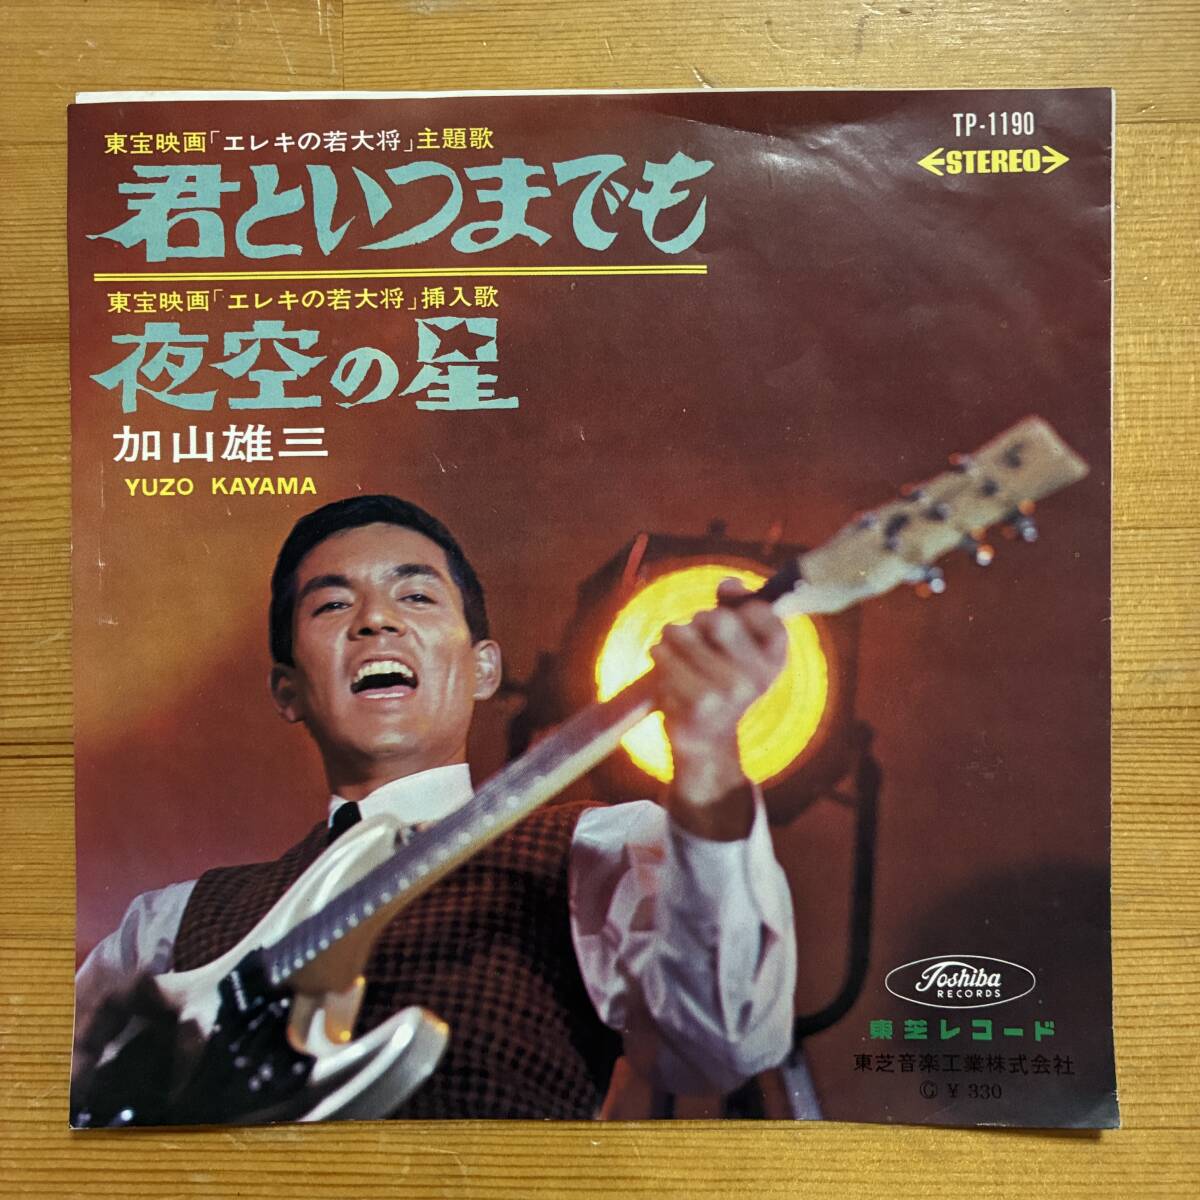 東宝映画「エレキの若大将」主題歌
君といつまでも
東宝映画「エレキの若大将」挿入歌
夜空の星
加山雄三
YUZO KAYAMA
TP-1190
STEREO
Toshiba
RECORDS
東芝レコード
東芝音楽工業株式会社
Ⓖ ¥ 330